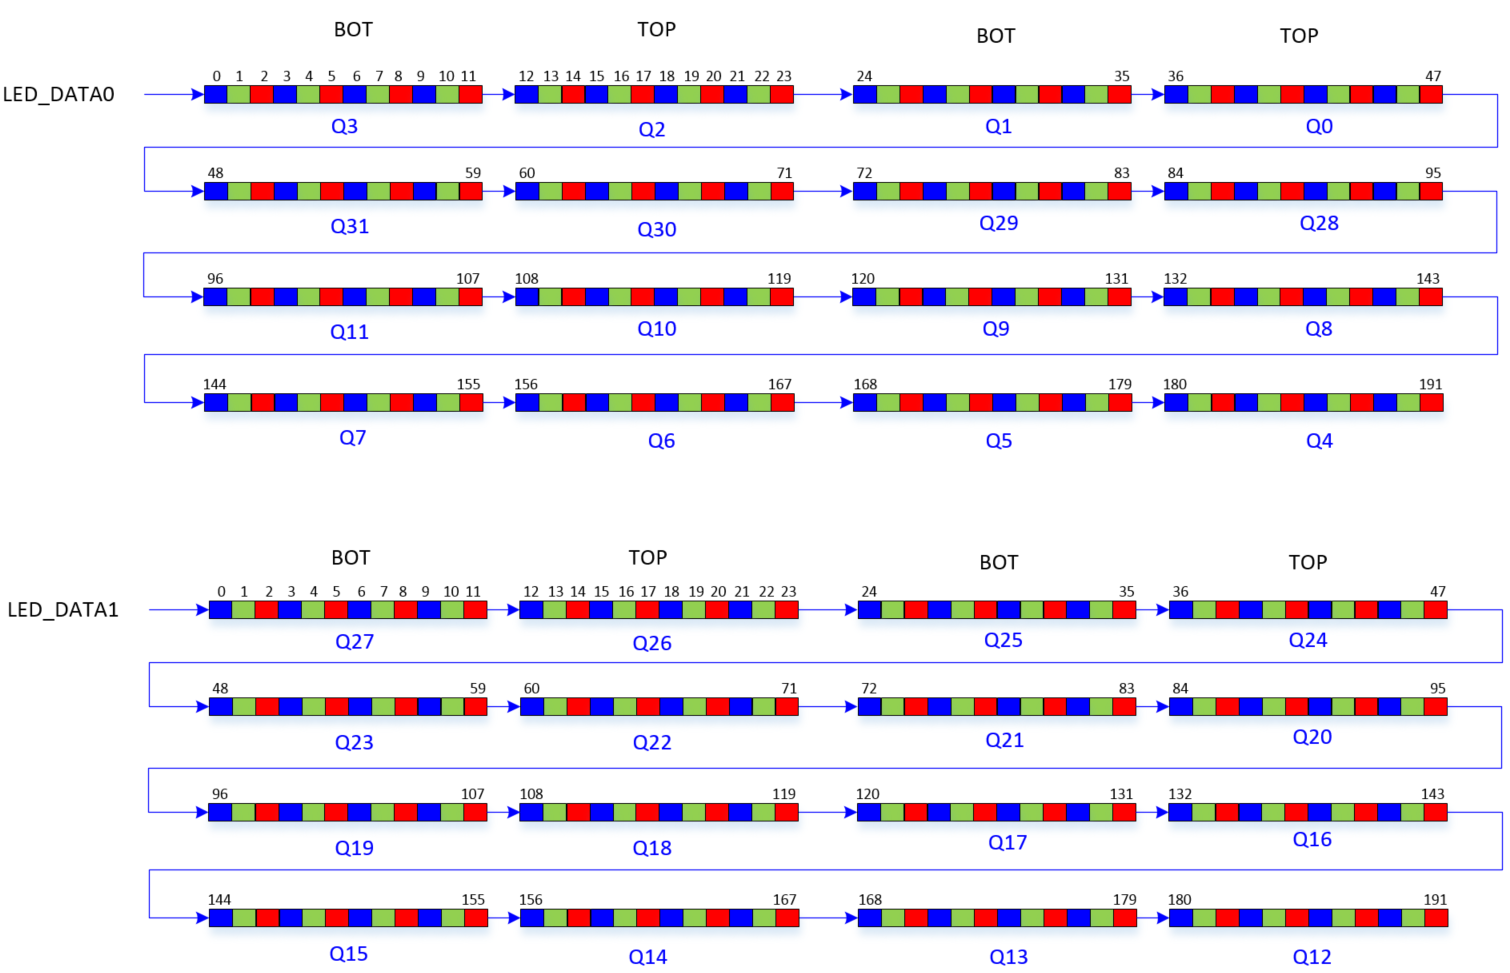 BOT TOP BOT TOP
0 1 2 3 4 5 6 7 8 9 10 11 12 13 14 15 16 17 18 19 20 21 22 23 24 35 36 47
LED_DATA0
Q3 Q2 Q1 Q0
48 59 60 71 72 83 84 95
Q31 Q30 Q29 Q28
96 107 108 119 120 131 132 143
Q11 Q10 Q9 Q8
144 155 156 167 168 179 180 191
Q7 Q6 Q5 Q4
BOT TOP BOT TOP
0 1 2 3 4 5 6 7 8 9 10 11 12 13 14 15 16 17 18 19 20 21 22 23 24 35 36 47
LED_DATA1
Q27 Q26 Q25 Q24
48 59 60 71 72 83 84 95
Q23 Q22 Q21 Q20
96 107 108 119 120 131 132 143
Q19 Q18 Q17 Q16
144 155 156 167 168 179 180 191
Q15 Q14 Q13 Q12